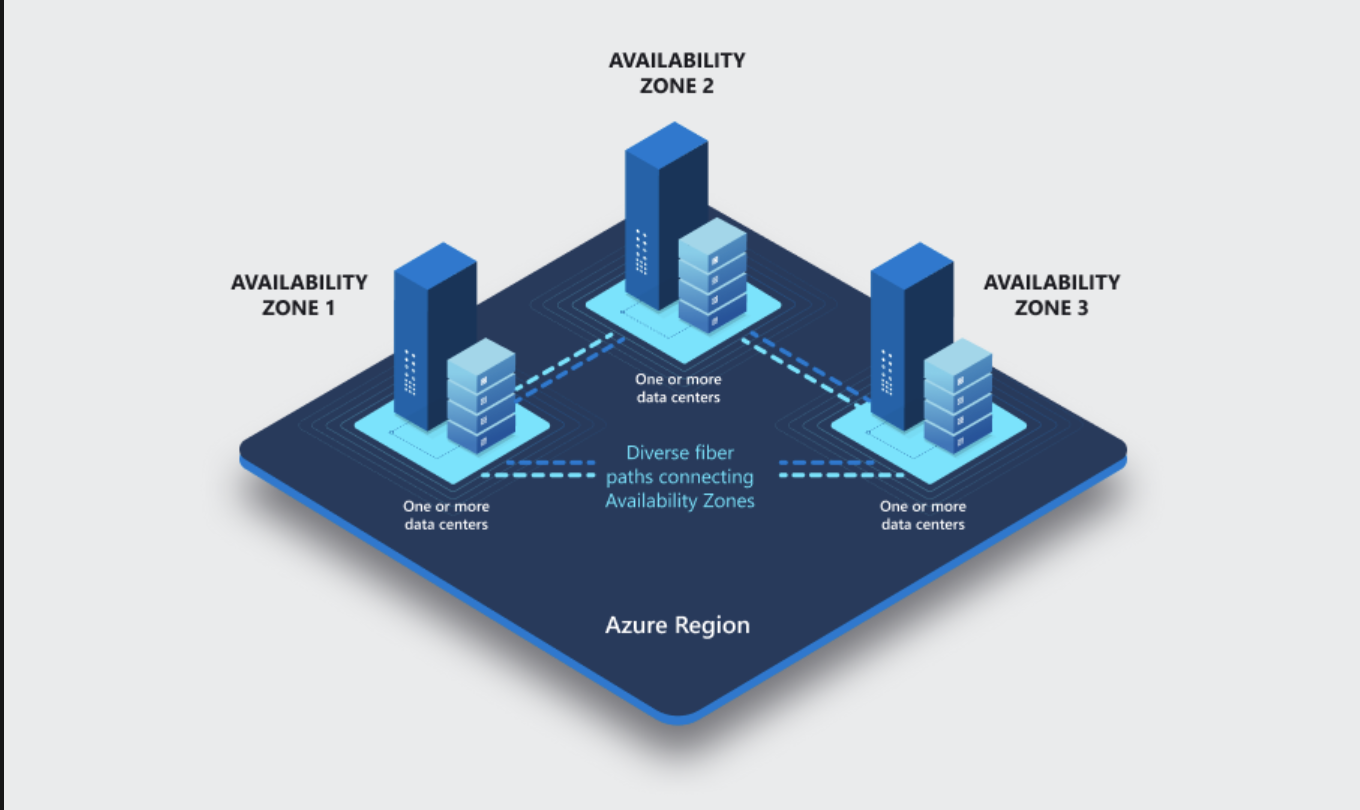 AVAILABILITY
ZONE 2
AVAILABILITY
ZONE 1
AVAILABILITY
ZONE 3
One or more
data centers
Diverse fiber
paths connecting
Availability Zones
One or more
data centers
One or more
data centers
Azure Region